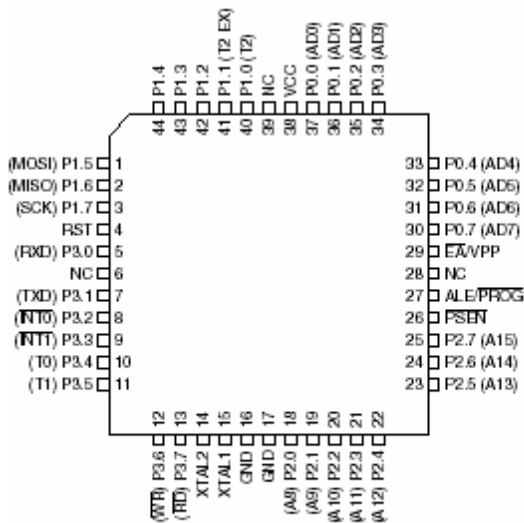 P1.4
P1.3
P1.2
P1.1 (T2 EX)
P1.0 (T2)
NC
VCC
P0.0 (AD0)
P0.1 (AD1)
P0.2 (AD2)
P0.3 (AD3)
44 43 42 41 40 39 38 37 36 35 34
(MOSI) P1.5 1
(MISO) P1.6 2
(SCK) P1.7 3
RST 4
(RXD) P3.0 5
NC 6
(TXD) P3.1 7
(INT0) P3.2 8
(INT1) P3.3 9
(T0) P3.4 10
(T1) P3.5 11
33 P0.4 (AD4)
32 P0.5 (AD5)
31 P0.6 (AD6)
30 P0.7 (AD7)
29 EA/VPP
28 NC
27 ALE/PROG
26 PSEN
25 P2.7 (A15)
24 P2.6 (A14)
23 P2.5 (A13)
12 13 14 15 16 17 18 19 20 21 22
(WR) P3.6
(RD) P3.7
XTAL2
XTAL1
GND
GND
(A8) P2.0
(A9) P2.1
(A10) P2.2
(A11) P2.3
(A12) P2.4